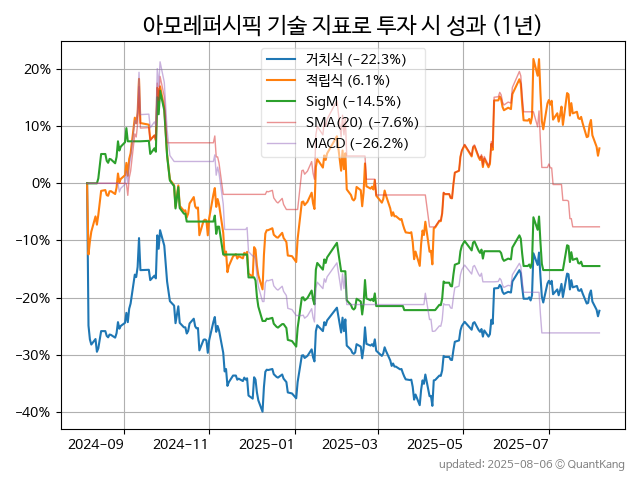 아모레퍼시픽 기술 지표로 투자 시 성과 (1년)
거치식 (−22.3%)
적립식 (6.1%)
SigM (−14.5%)
SMA(20) (−7.6%)
MACD (−26.2%)
20%
10%
0%
−10%
−20%
−30%
−40%
2024-09 2024-11 2025-01 2025-03 2025-05 2025-07
updated: 2025-08-06 ⓒ QuantKang